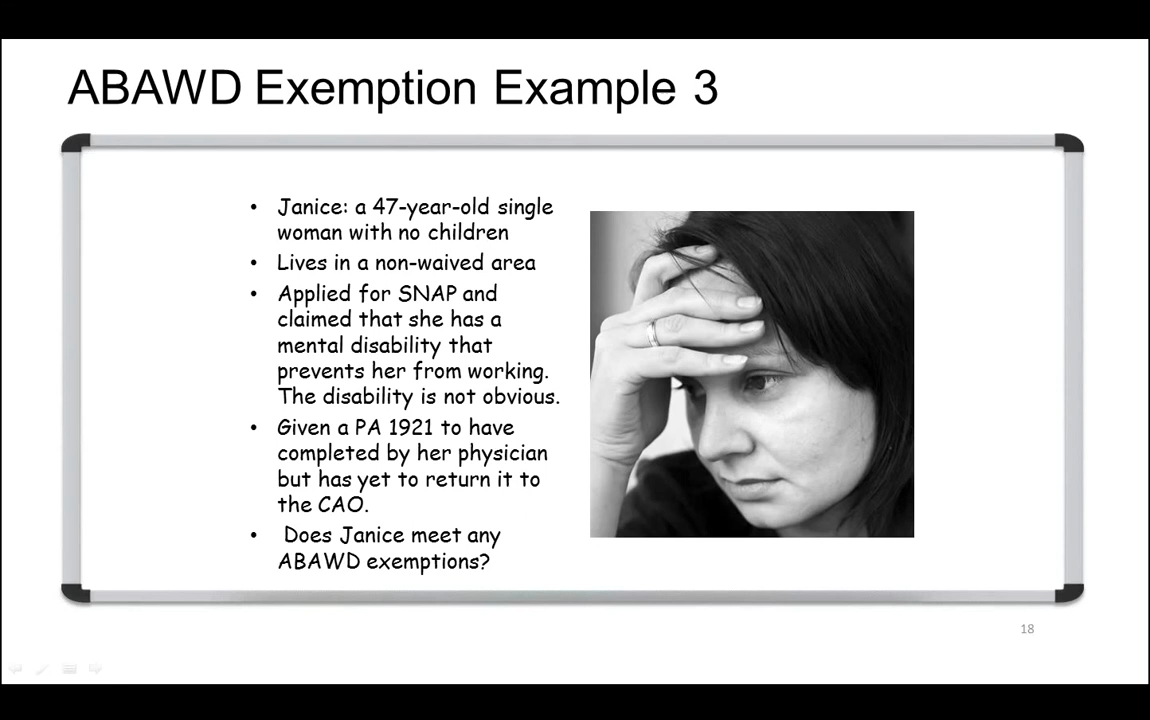 ABAWD Exemption Example 3
• Janice: a 47-year-old single
woman with no children
• Lives in a non-waived area
• Applied for SNAP and
claimed that she has a
mental disability that
prevents her from working.
The disability is not obvious.
• Given a PA 1921 to have
completed by her physician
but has yet to return it to
the CAO.
• Does Janice meet any
ABAWD exemptions?
18